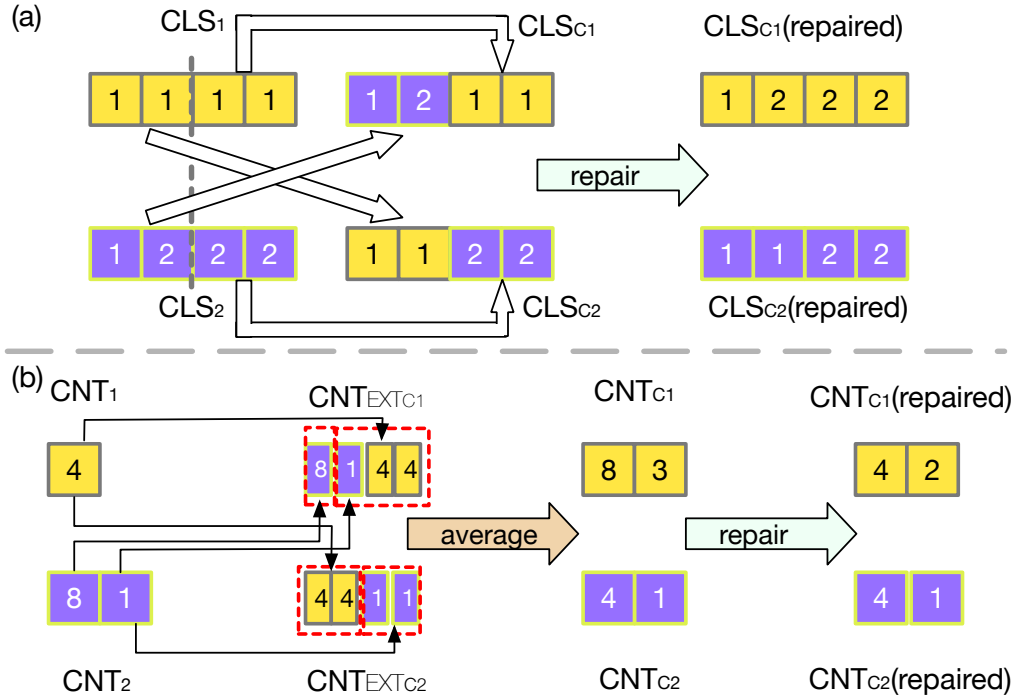 (a)
CLS1 CLSC1 CLSC1(repaired)
1 1 1 1 1 2 1 1 1 2 2 2
repair
1 2 2 2 1 1 2 2 1 1 2 2
CLS2 CLSC2 CLSC2(repaired)
(b)
CNT1 CNTEXTC1 CNTC1 CNTC1(repaired)
4 8 1 4 4 8 3 4 2
average repair
8 1 4 4 1 1 4 1 4 1
CNT2 CNTEXTC2 CNTC2 CNTC2(repaired)